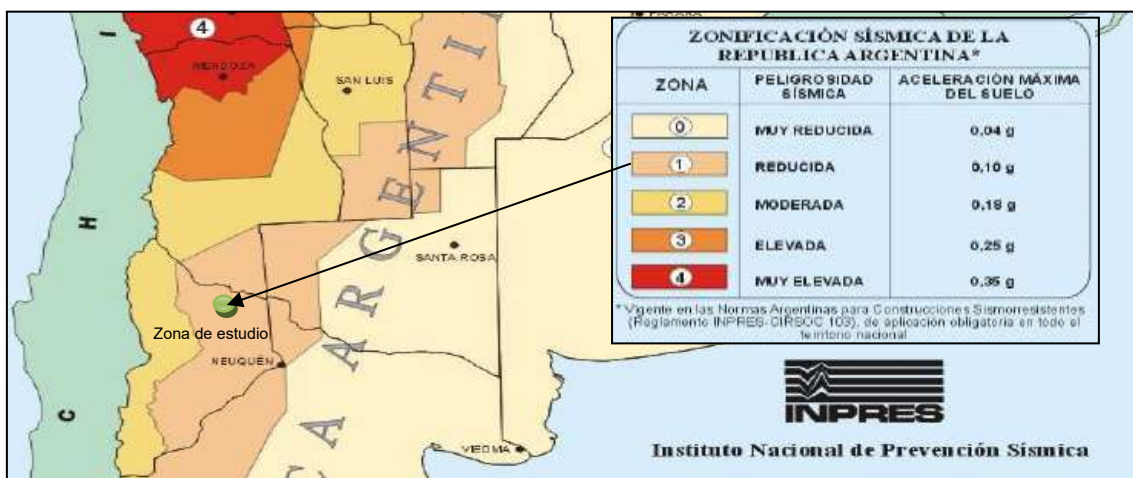 ZONIFICACIÓN SÍSMICA DE LA
REPUBLICA ARGENTINA*
ZONA
PELIGROSIDAD
SÍSMICA
ACELERACIÓN MÁXIMA
DEL SUELO
0 MUY REDUCIDA 0,04 g
1 REDUCIDA 0,10 g
2 MODERADA 0,18 g
3 ELEVADA 0,25 g
4 MUY ELEVADA 0,35 g
*Vigente en las Normas Argentinas para Construcciones Sismorresistentes
(Reglamento INPRES-CIRSOC 103), de aplicación obligatoria en todo el
territorio nacional
4
MENDOZA
SAN LUIS
SANTA ROSA
Zona de estudio
NEUQUÉN
VIEDMA
C H I
C A A R G E N T I
INPRES
Instituto Nacional de Prevención Sísmica